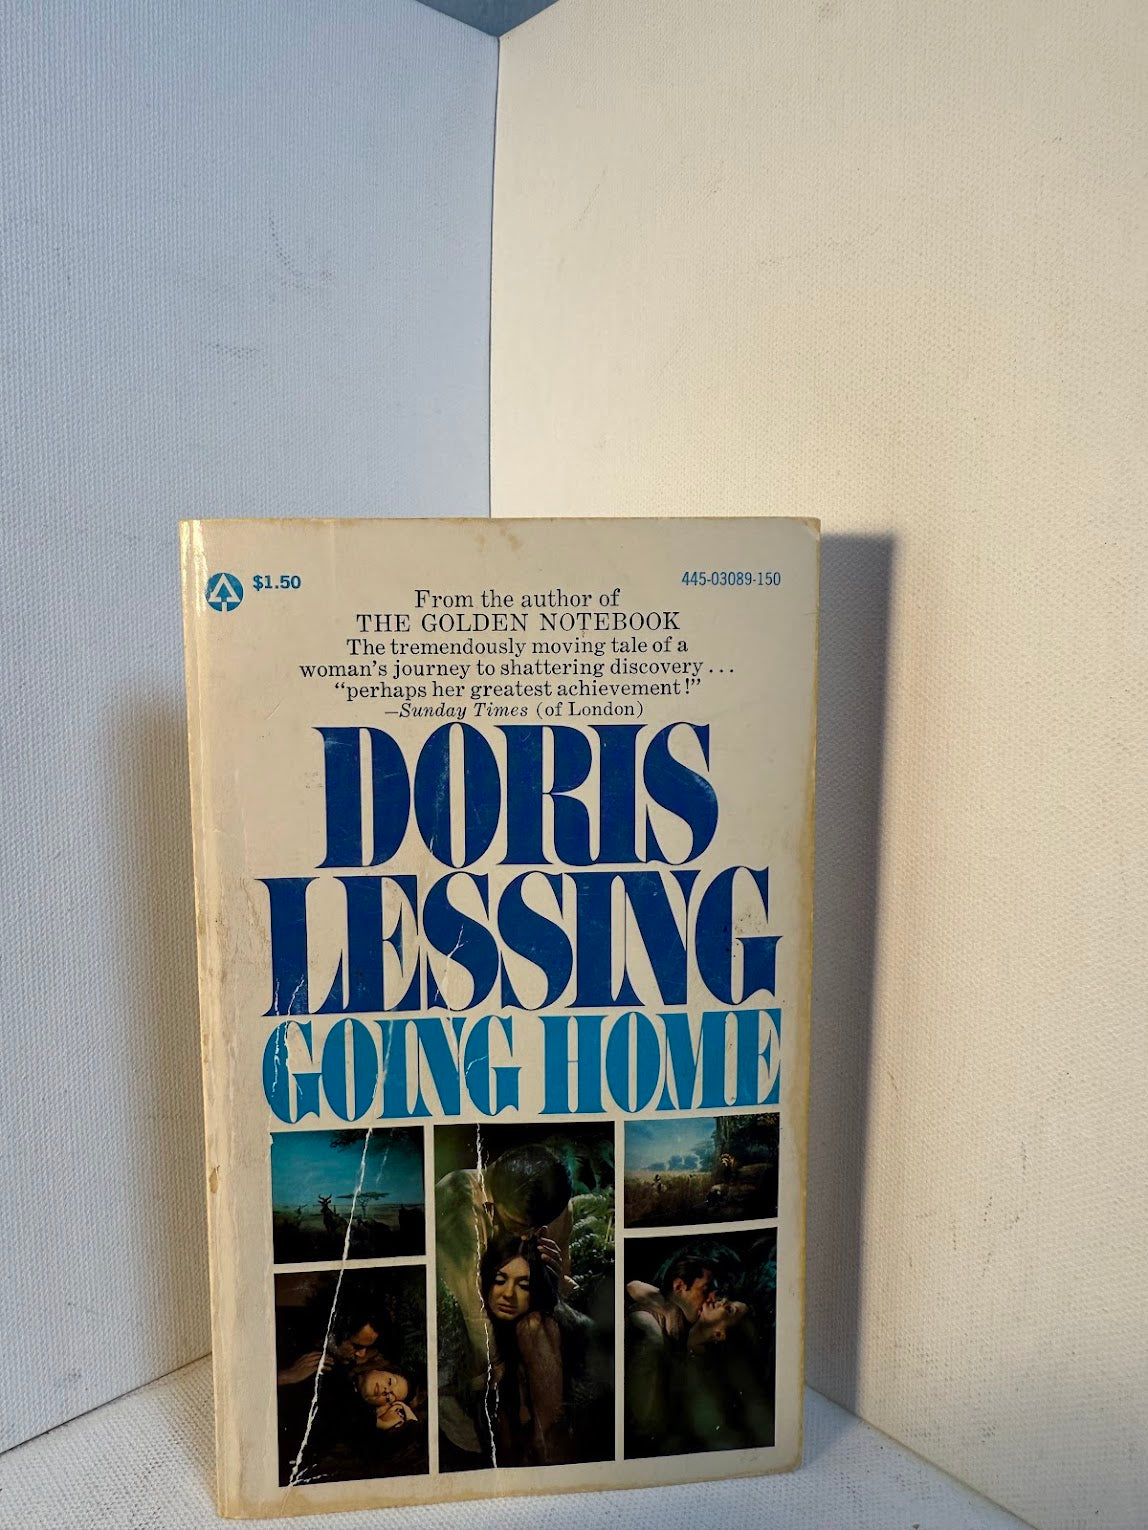 $1.50
445-03089-150
From the author of
THE GOLDEN NOTEBOOK
The tremendously moving tale of a
woman's journey to shattering discovery . . .
“perhaps her greatest achievement!”
—Sunday Times (of London)
DORIS
LESSING
GOING HOME